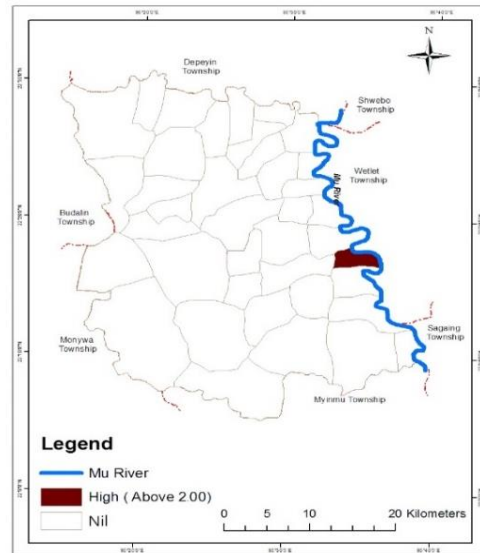 N
Depeyin
Township
Shwebo
Township
Wetlet
Township
Mu River
Budalin
Township
Monywa
Township
Sagaing
Township
Myinmu Township
Legend
Mu River
High ( Above 2.00)
Nil
0 5 10 20 Kilometers